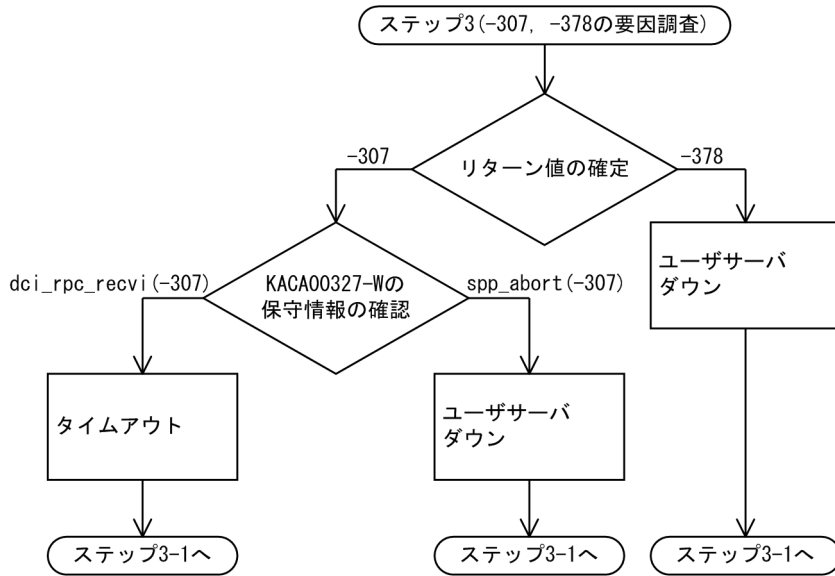 ステップ3(-307, -378の要因調査)
リターン値の確定
-307
-378
KACA00327-Wの
保守情報の確認
dci_rpc_recvi(-307)
spp_abort(-307)
ユーザサーバ
ダウン
タイムアウト
ユーザサーバ
ダウン
ステップ3-1へ
ステップ3-1へ
ステップ3-1へ